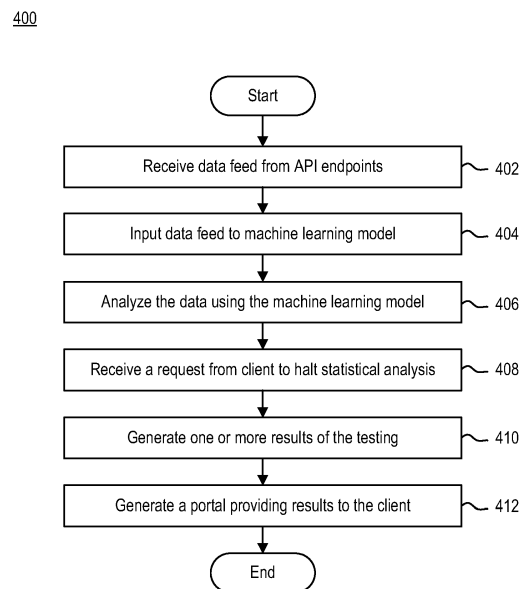 400
Start
Receive data feed from API endpoints 402
Input data feed to machine learning model 404
Analyze the data using the machine learning model 406
Receive a request from client to halt statistical analysis 408
Generate one or more results of the testing 410
Generate a portal providing results to the client 412
End